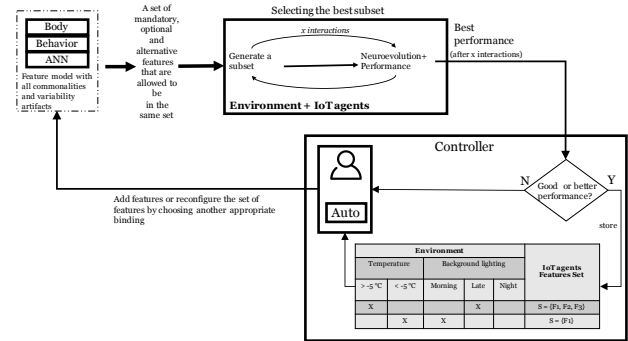 Body
Behavior
ANN
Feature model with
all commonalities
and variability
artifacts
A set of
mandatory,
optional
and
alternative
features
that are
allowed to
be
in the
same set
Selecting the best subset
x interactions
Generate a
subset
Neuroevolution+
Performance
Environment + IoT agents
Best
performance
(after x interactions)
Controller
Auto
N
Good or better
performance?
Y
store
Add features or reconfigure the set of
features by choosing another appropriate
binding
Environment
IoT agents
Features Set
Temperature Background lighting
> -5 °C < -5 °C Morning Late Night
X X S = {F1, F2, F3}
X X S = {F1}